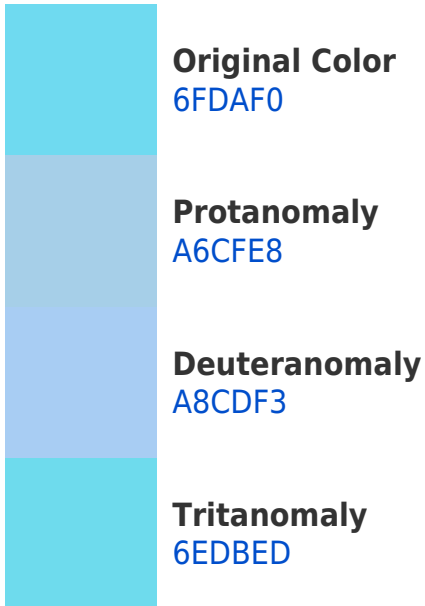 Original Color
6FDAF0
Protanomaly
A6CFE8
Deuteranomaly
A8CDF3
Tritanomaly
6EDBED